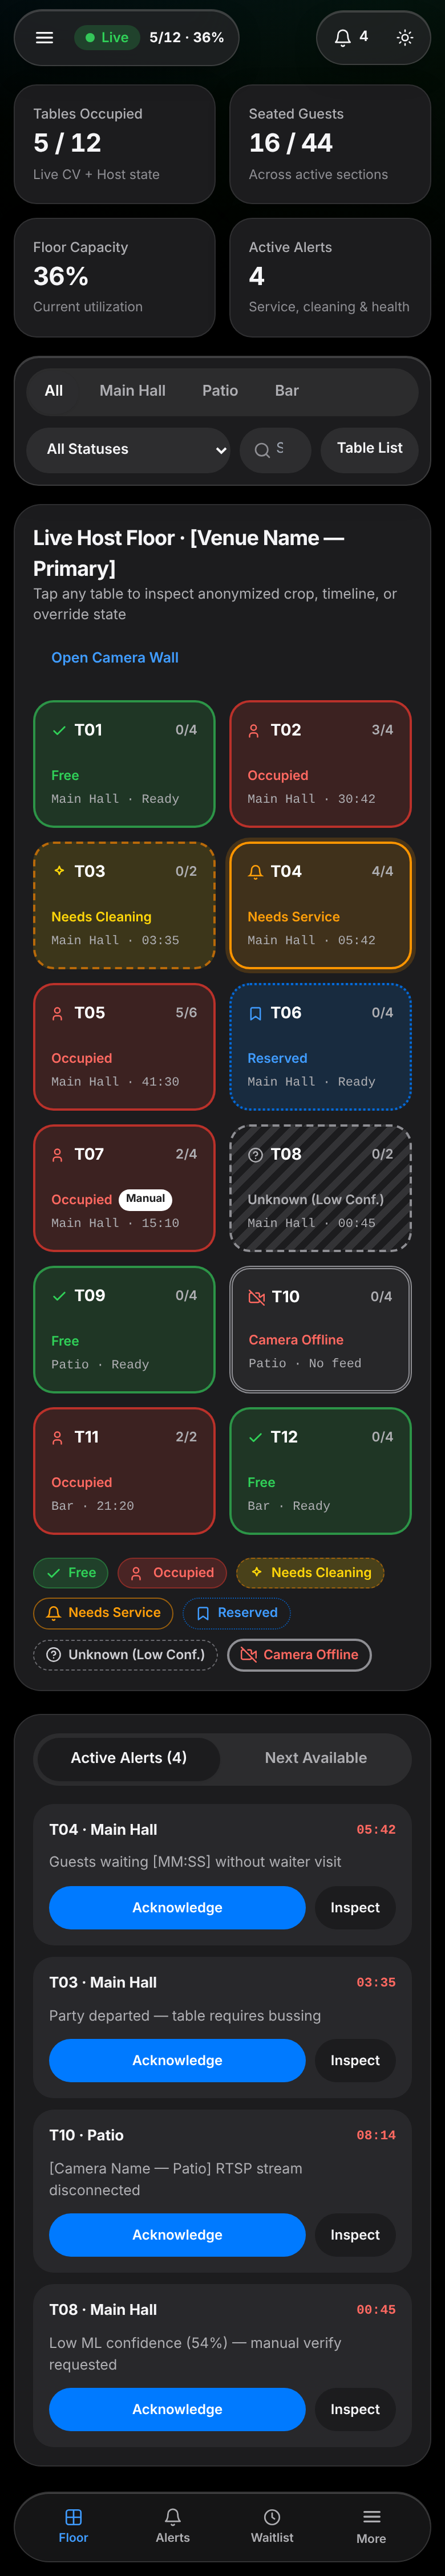 Live 5/12 · 36% 4
Tables Occupied
5 / 12
Live CV + Host state
Seated Guests
16 / 44
Across active sections
Floor Capacity
36%
Current utilization
Active Alerts
4
Service, cleaning & health
All Main Hall Patio Bar
All Statuses Table List
Live Host Floor · [Venue Name —
Primary]
Tap any table to inspect anonymized crop, timeline, or
override state
Open Camera Wall
T01 0/4
Free
Main Hall · Ready
T02 3/4
Occupied
Main Hall · 30:42
T03 0/2
Needs Cleaning
Main Hall · 03:35
T04 4/4
Needs Service
Main Hall · 05:42
T05 5/6
Occupied
Main Hall · 41:30
T06 0/4
Reserved
Main Hall · Ready
T07 2/4
Occupied Manual
Main Hall · 15:10
T08 0/2
Unknown (Low Conf.)
Main Hall · 00:45
T09 0/4
Free
Patio · Ready
T10 0/4
Camera Offline
Patio · No feed
T11 2/2
Occupied
Bar · 21:20
T12 0/4
Free
Bar · Ready
Free Occupied Needs Cleaning
Needs Service Reserved
Unknown (Low Conf.) Camera Offline
Active Alerts (4) Next Available
T04 · Main Hall 05:42
Guests waiting [MM:SS] without waiter visit
Acknowledge Inspect
T03 · Main Hall 03:35
Party departed — table requires bussing
Acknowledge Inspect
T10 · Patio 08:14
[Camera Name — Patio] RTSP stream
disconnected
Acknowledge Inspect
T08 · Main Hall 00:45
Low ML confidence (54%) — manual verify
requested
Acknowledge Inspect
Floor Alerts Waitlist More